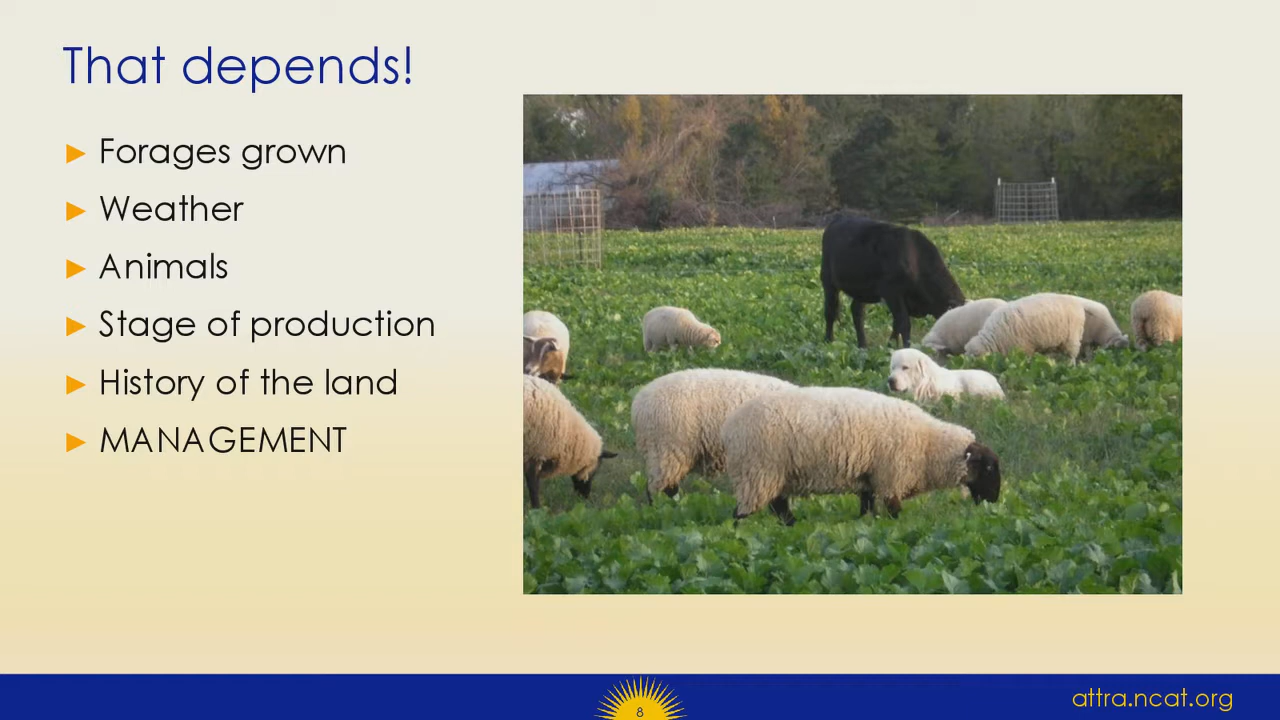 That depends!
► Forages grown
► Weather
► Animals
► Stage of production
► History of the land
► MANAGEMENT
8
attra.ncat.org